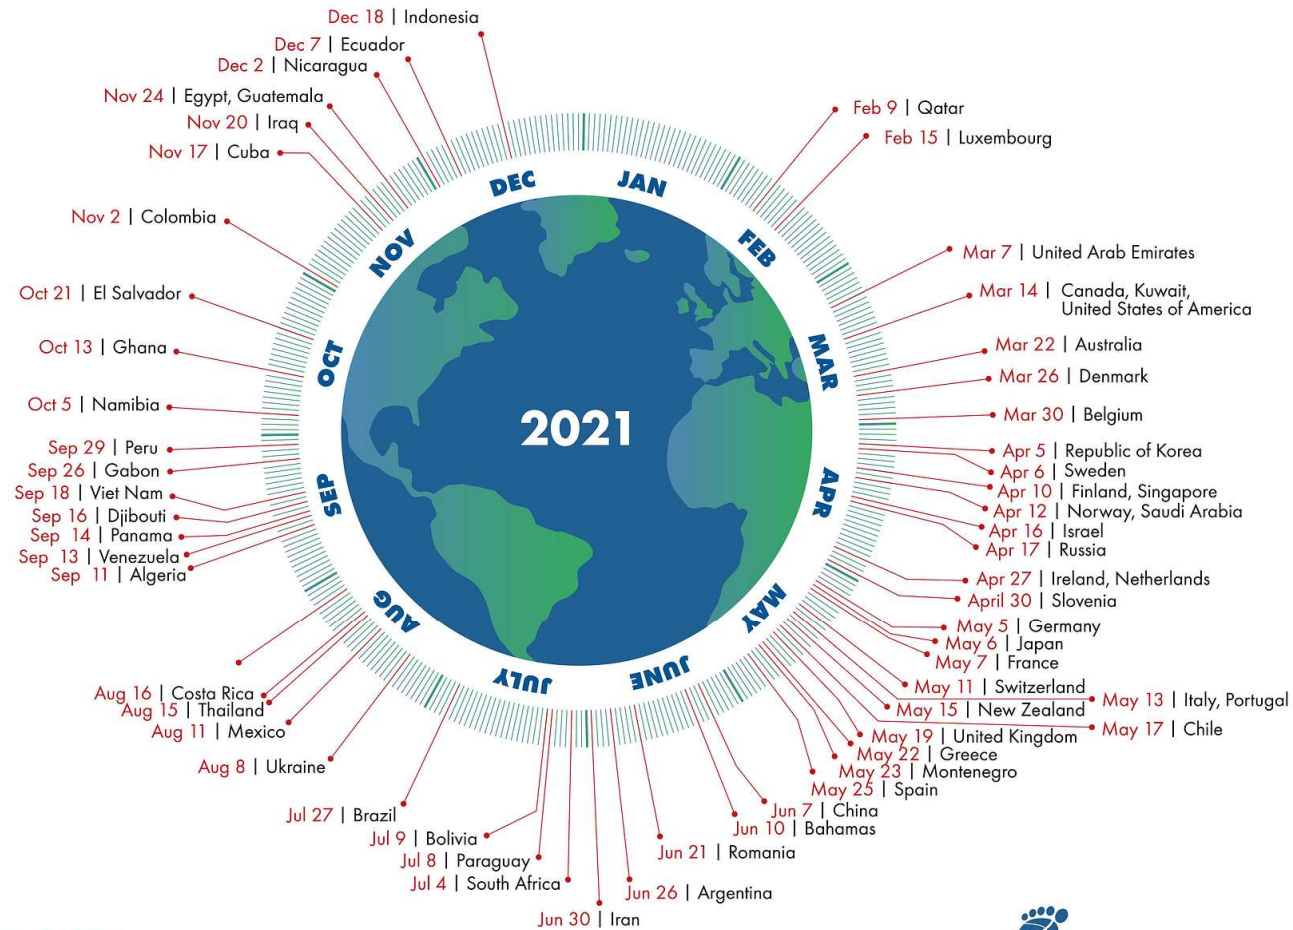 Dec 18 | Indonesia
Dec 7 | Ecuador
Dec 2 | Nicaragua
Nov 24 | Egypt, Guatemala
Nov 20 | Iraq
Nov 17 | Cuba
Nov 2 | Colombia
Oct 21 | El Salvador
Oct 13 | Ghana
Oct 5 | Namibia
Sep 29 | Peru
Sep 26 | Gabon
Sep 18 | Viet Nam
Sep 16 | Djibouti
Sep 14 | Panama
Sep 13 | Venezuela
Sep 11 | Algeria
Aug 16 | Costa Rica
Aug 15 | Thailand
Aug 11 | Mexico
Aug 8 | Ukraine
Jul 27 | Brazil
Jul 9 | Bolivia
Jul 8 | Paraguay
Jul 4 | South Africa
Jun 30 | Iran
Feb 9 | Qatar
Feb 15 | Luxembourg
Mar 7 | United Arab Emirates
Mar 14 | Canada, Kuwait,
United States of America
Mar 22 | Australia
Mar 26 | Denmark
Mar 30 | Belgium
Apr 5 | Republic of Korea
Apr 6 | Sweden
Apr 10 | Finland, Singapore
Apr 12 | Norway, Saudi Arabia
Apr 16 | Israel
Apr 17 | Russia
Apr 27 | Ireland, Netherlands
April 30 | Slovenia
May 5 | Germany
May 6 | Japan
May 7 | France
May 11 | Switzerland
May 13 | Italy, Portugal
May 15 | New Zealand
May 17 | Chile
May 19 | United Kingdom
May 22 | Greece
May 23 | Montenegro
May 25 | Spain
Jun 7 | China
Jun 10 | Bahamas
Jun 21 | Romania
Jun 26 | Argentina
JAN
FEB
MAR
APR
MAY
JUNE
JULY
AUG
SEP
OCT
NOV
DEC
2021